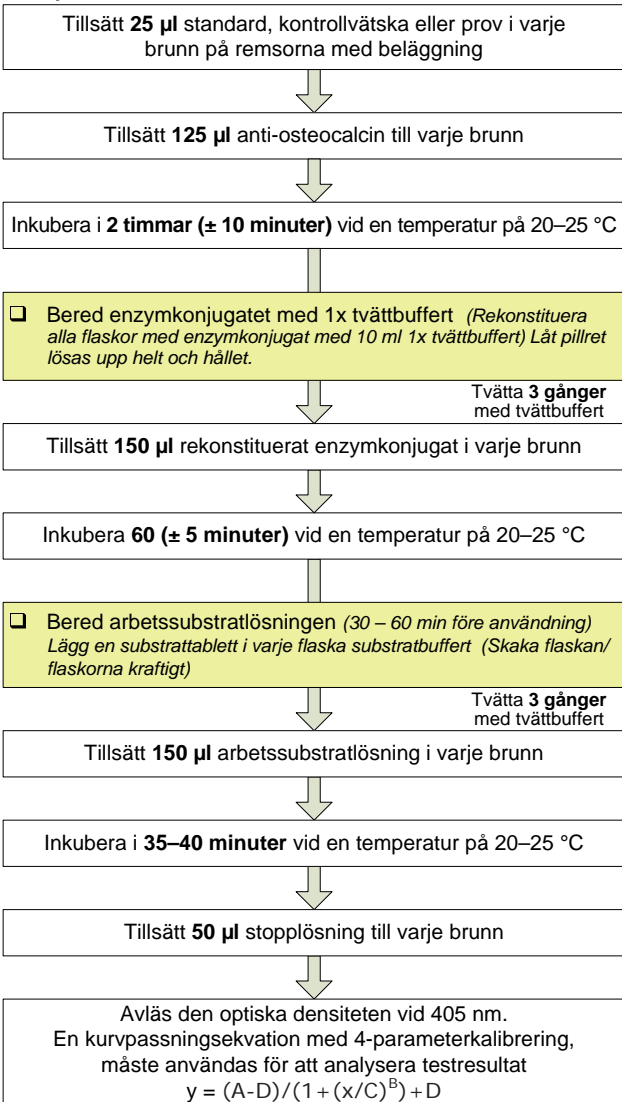 Tillsätt 25 µl standard, kontrollvätska eller prov i varje
brunn på remsorna med beläggning
Tillsätt 125 µl anti-osteocalcin till varje brunn
Inkubera i 2 timmar (± 10 minuter) vid en temperatur på 20–25 °C
❑ Bered enzymkonjugatet med 1x tvättbuffert (Rekonstituera
alla flaskor med enzymkonjugat med 10 ml 1x tvättbuffert) Låt pillret
lösas upp helt och hållet.
Tvätta 3 gånger
med tvättbuffert
Tillsätt 150 µl rekonstituerat enzymkonjugat i varje brunn
Inkubera 60 (± 5 minuter) vid en temperatur på 20–25 °C
❑ Bered arbetssubstratlösningen (30 – 60 min före användning)
Lägg en substrattablett i varje flaska substratbuffert (Skaka flaskan/
flaskorna kraftigt)
Tvätta 3 gånger
med tvättbuffert
Tillsätt 150 µl arbetssubstratlösning i varje brunn
Inkubera i 35–40 minuter vid en temperatur på 20–25 °C
Tillsätt 50 µl stopplösning till varje brunn
Avläs den optiska densiteten vid 405 nm.
En kurvpassningsekvation med 4-parameterkalibrering,
måste användas för att analysera testresultat
y = (A-D)/(1+(x/C)^B)+D